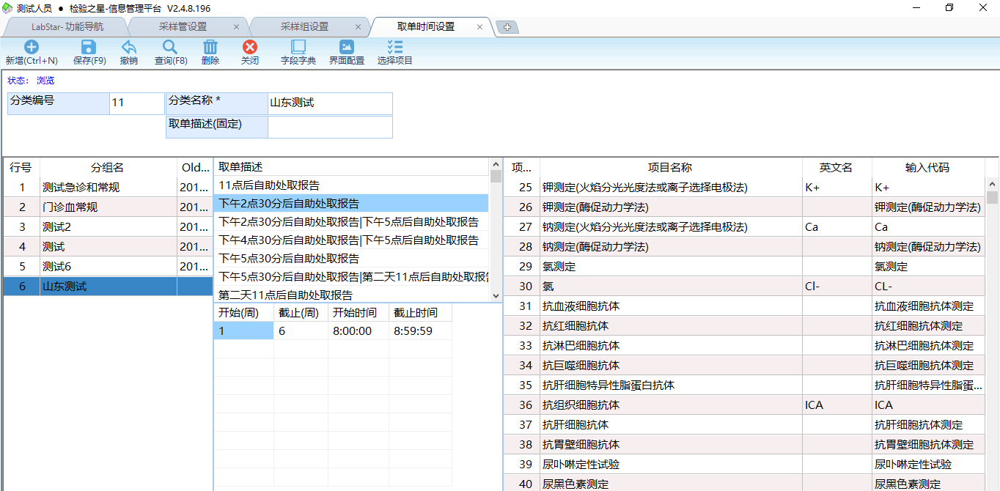 测试人员 ● 检验之星-信息管理平台 V2.4.8.196
LabStar- 功能导航 采样管设置 采样组设置 取单时间设置
新增(Ctrl+N) 保存(F9) 撤销 查询(F8) 删除 关闭 字段字典 界面配置 选择项目
状态： 浏览
分类编号 11 分类名称 * 山东测试
取单描述(固定)
行号 分组名 Old...
1 测试急诊和常规 201...
2 门诊血常规 201...
3 测试2 201...
4 测试 201...
5 测试6 201...
6 山东测试
取单描述
11点后自助处取报告
下午2点30分后自助处取报告
下午2点30分后自助处取报告|下午5点后自助处取报告
下午4点30分后自助处取报告|下午5点后自助处取报告
下午5点30分后自助处取报告
下午5点30分后自助处取报告|第二天11点后自助处取报告
第二天11点后自助处取报告
开始(周) 截止(周) 开始时间 截止时间
1 6 8:00:00 8:59:59
项... 项目名称 英文名 输入代码
25 钾测定(火焰分光光度法或离子选择电极法) K+ K+
26 钾测定(酶促动力学法) 钾测定(酶促动力学法)
27 钠测定(火焰分光光度法或离子选择电极法) Ca Ca
28 钠测定(酶促动力学法) 钠测定(酶促动力学法)
29 氯测定 氯测定
30 氯 Cl- CL-
31 抗血液细胞抗体 抗血液细胞抗体测定
32 抗红细胞抗体 抗红细胞抗体测定
33 抗淋巴细胞抗体 抗淋巴细胞抗体测定
34 抗巨噬细胞抗体 抗巨噬细胞抗体测定
35 抗肝细胞特异性脂蛋白抗体 抗肝细胞特异性脂蛋...
36 抗组织细胞抗体 ICA ICA
37 抗肝细胞抗体 抗肝细胞抗体测定
38 抗胃壁细胞抗体 抗胃壁细胞抗体测定
39 尿卟啉定性试验 尿卟啉定性试验
40 尿黑色素测定 尿黑色素测定